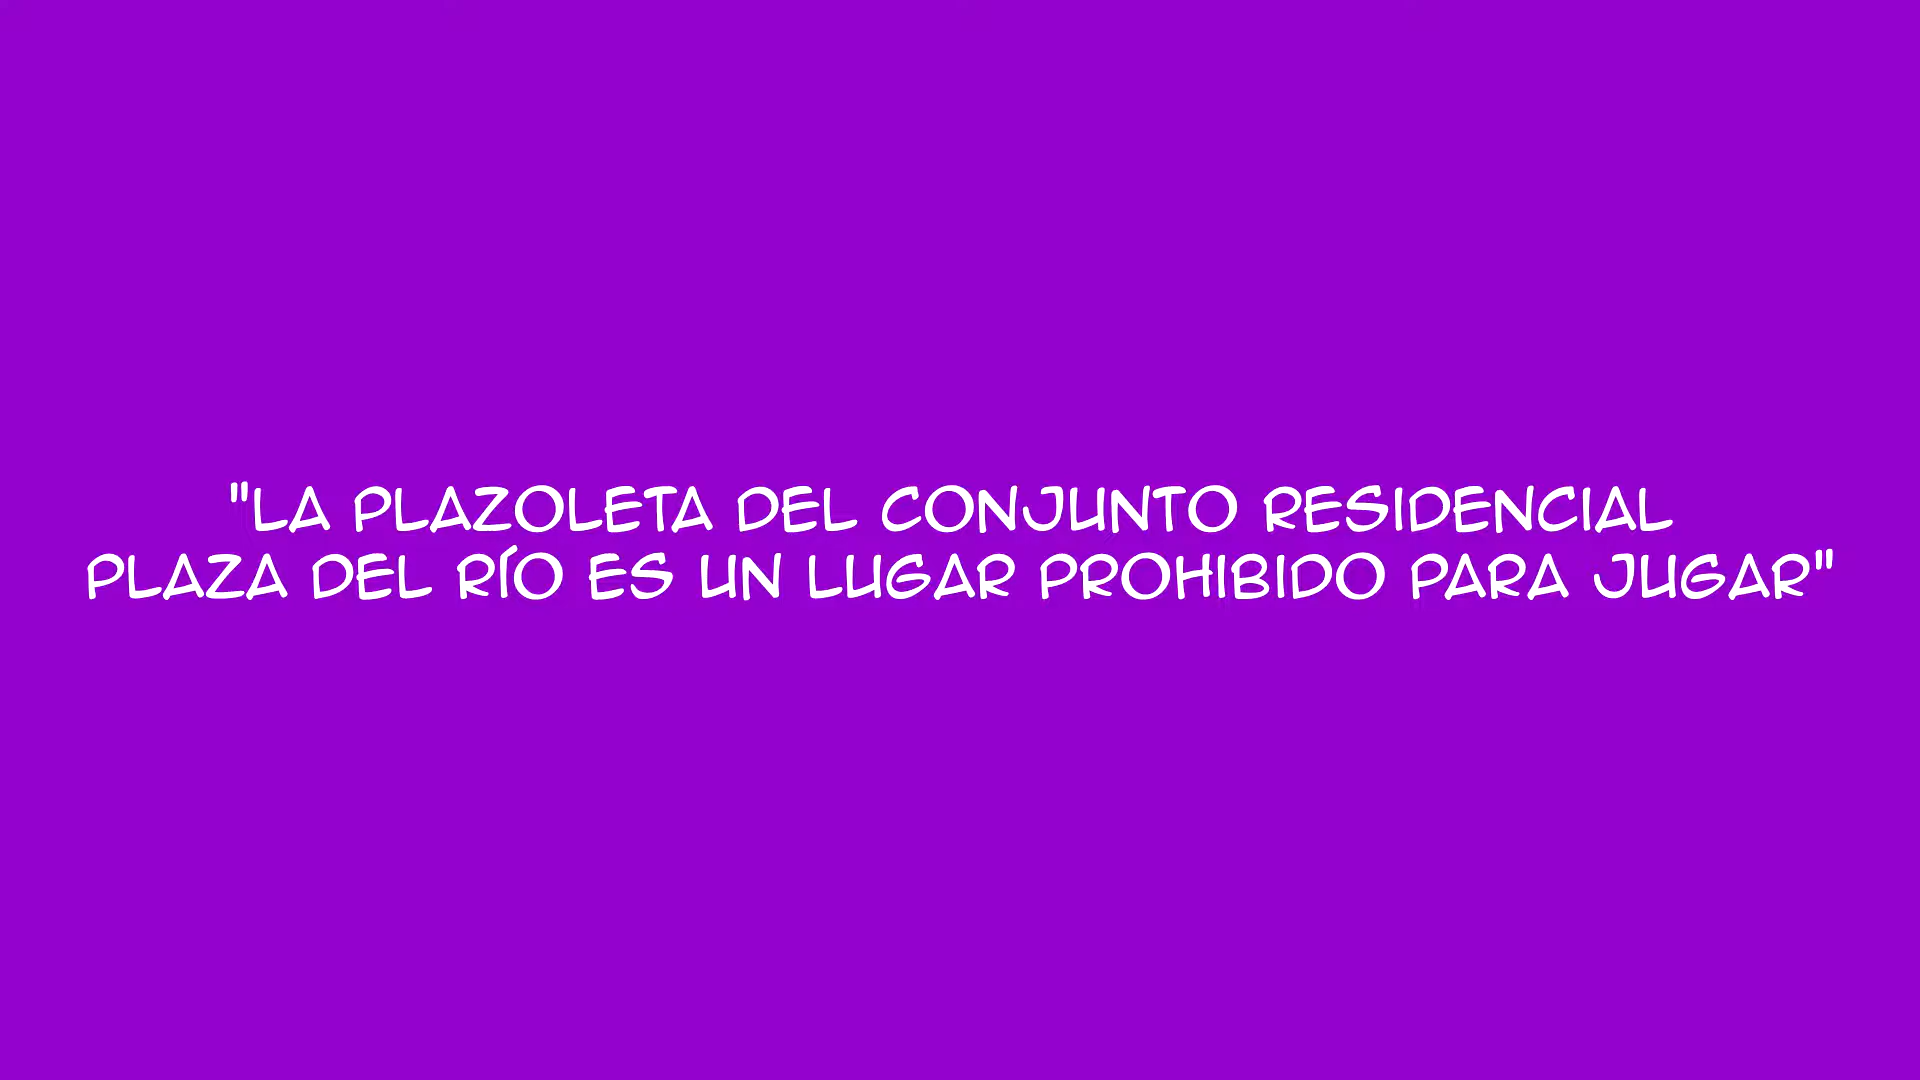 "LA PLAZOLETA DEL CONJUNTO RESIDENCIAL
PLAZA DEL RÍO ES UN LUGAR PROHIBIDO PARA JUGAR"